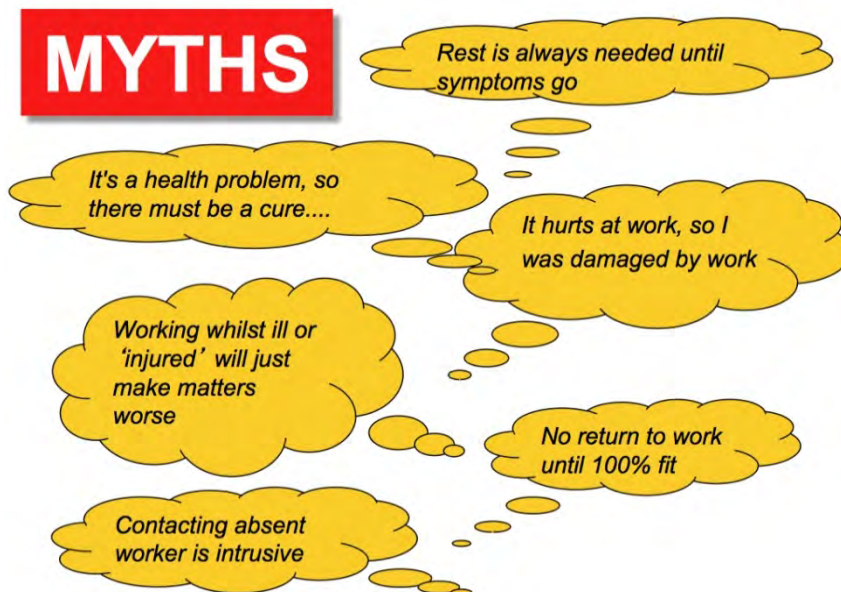 MYTHS
Rest is always needed until
symptoms go
It's a health problem, so
there must be a cure....
It hurts at work, so I
was damaged by work
Working whilst ill or
‘injured’ will just
make matters
worse
No return to work
until 100% fit
Contacting absent
worker is intrusive